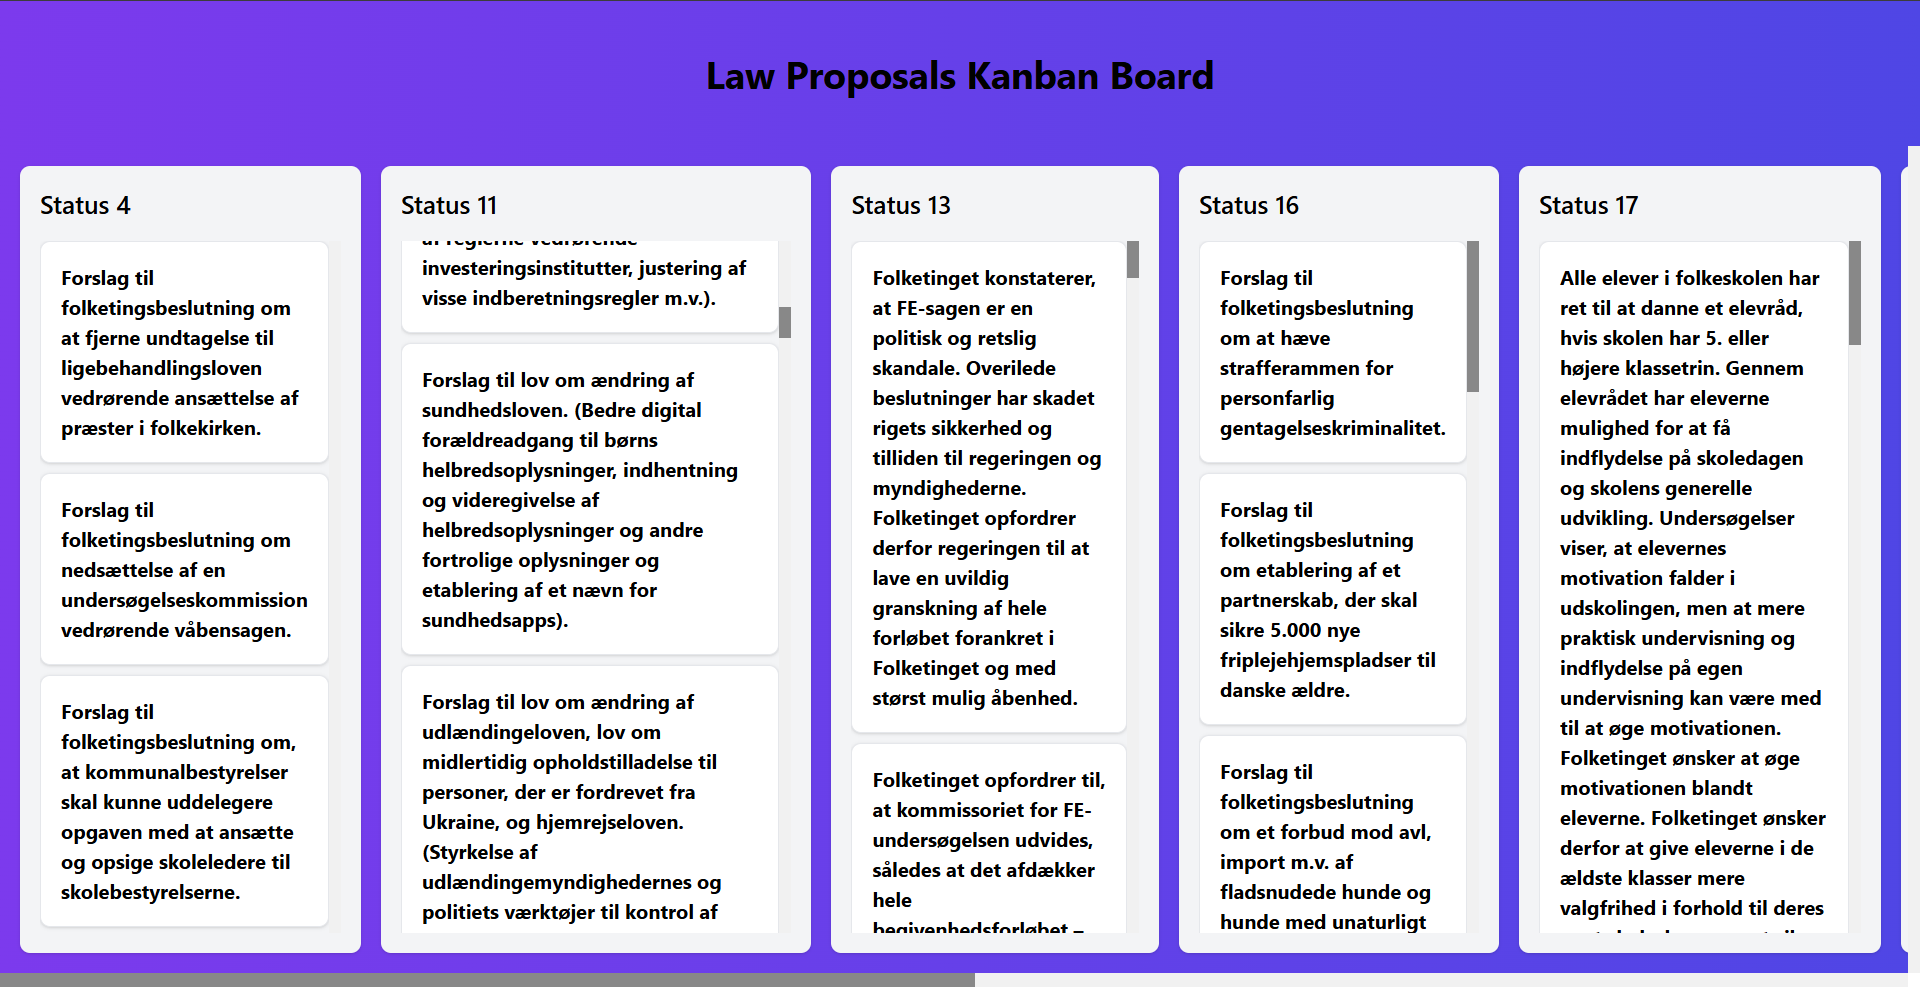 Law Proposals Kanban Board
Status 4
Forslag til
folketingsbeslutning om
at fjerne undtagelse til
ligebehandlingsloven
vedrørende ansættelse af
præster i folkekirken.
Forslag til
folketingsbeslutning om
nedsættelse af en
undersøgelseskommission
vedrørende våbensagen.
Forslag til
folketingsbeslutning om,
at kommunalbestyrelser
skal kunne uddelegere
opgaven med at ansætte
og opsige skoleledere til
skolebestyrelserne.
Status 11
af reglerne vedrørende
investeringsinstitutter, justering af
visse indberetningsregler m.v.).
Forslag til lov om ændring af
sundhedsloven. (Bedre digital
forældreadgang til børns
helbredsoplysninger, indhentning
og videregivelse af
helbredsoplysninger og andre
fortrolige oplysninger og
etablering af et nævn for
sundhedsapps).
Forslag til lov om ændring af
udlændingeloven, lov om
midlertidig opholdstilladelse til
personer, der er fordrevet fra
Ukraine, og hjemrejseloven.
(Styrkelse af
udlændingemyndighedernes og
politiets værktøjer til kontrol af
Status 13
Folketinget konstaterer,
at FE-sagen er en
politisk og retslig
skandale. Overilede
beslutninger har skadet
rigets sikkerhed og
tilliden til regeringen og
myndighederne.
Folketinget opfordrer
derfor regeringen til at
lave en uvildig
granskning af hele
forløbet forankret i
Folketinget og med
størst mulig åbenhed.
Folketinget opfordrer til,
at kommissoriet for FE-
undersøgelsen udvides,
således at det afdækker
hele
begivenhedsforløbet –
Status 16
Forslag til
folketingsbeslutning
om at hæve
strafferammen for
personfarlig
gentagelseskriminalitet.
Forslag til
folketingsbeslutning
om etablering af et
partnerskab, der skal
sikre 5.000 nye
friplejehjemspladser til
danske ældre.
Forslag til
folketingsbeslutning
om et forbud mod avl,
import m.v. af
fladsnudede hunde og
hunde med unaturligt
Status 17
Alle elever i folkeskolen har
ret til at danne et elevråd,
hvis skolen har 5. eller
højere klassetrin. Gennem
elevrådet har eleverne
mulighed for at få
indflydelse på skoledagen
og skolens generelle
udvikling. Undersøgelser
viser, at elevernes
motivation falder i
udskolingen, men at mere
praktisk undervisning og
indflydelse på egen
undervisning kan være med
til at øge motivationen.
Folketinget ønsker at øge
motivationen blandt
eleverne. Folketinget ønsker
derfor at give eleverne i de
ældste klasser mere
valgfrihed i forhold til deres